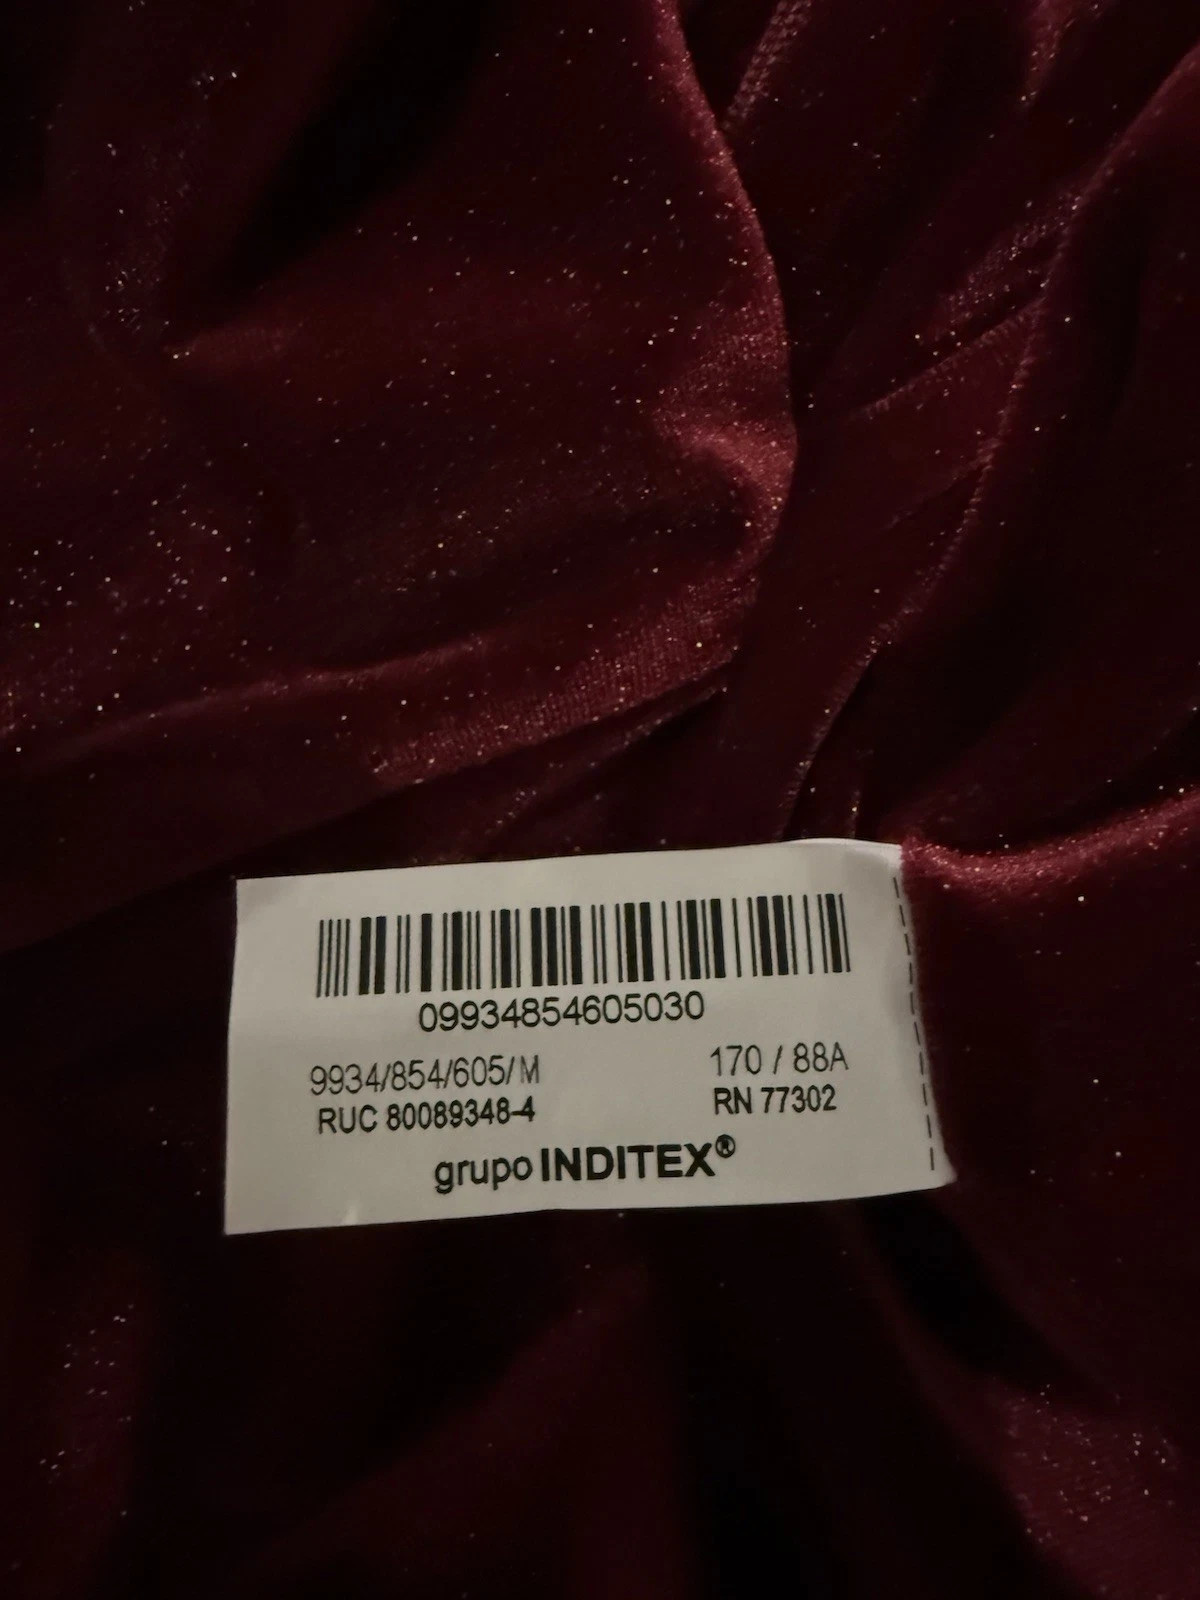 09934854605030
9934/854/605/M 170 / 88A
RUC 80089348-4 RN 77302
grupo INDITEX®